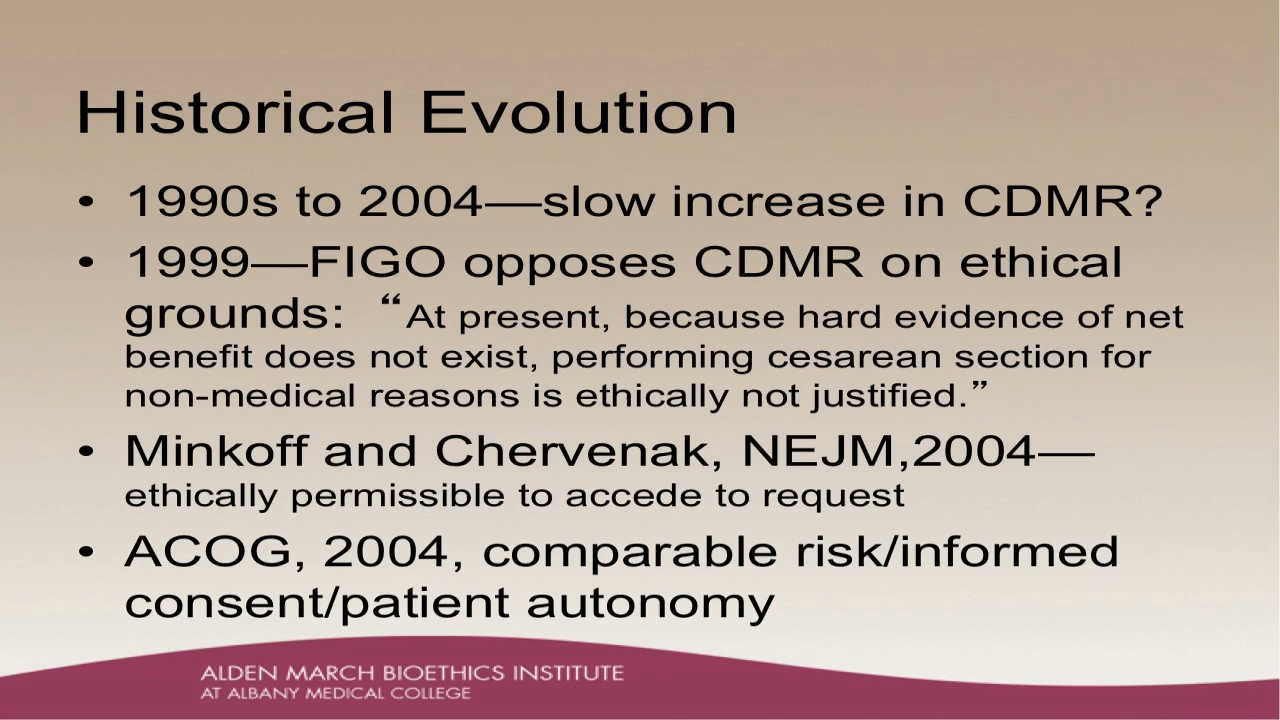 Historical Evolution
• 1990s to 2004—slow increase in CDMR?
• 1999—FIGO opposes CDMR on ethical
grounds: “At present, because hard evidence of net
benefit does not exist, performing cesarean section for
non-medical reasons is ethically not justified.”
• Minkoff and Chervenak, NEJM,2004—
ethically permissible to accede to request
• ACOG, 2004, comparable risk/informed
consent/patient autonomy
ALDEN MARCH BIOETHICS INSTITUTE
AT ALBANY MEDICAL COLLEGE